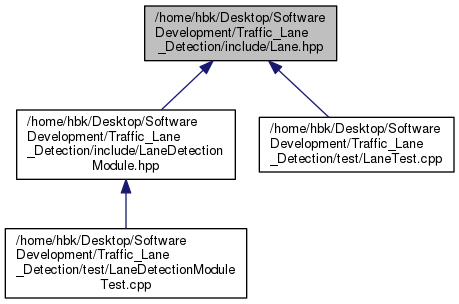 /home/hbk/Desktop/Software
Development/Traffic_Lane
_Detection/include/Lane.hpp
/home/hbk/Desktop/Software
Development/Traffic_Lane
_Detection/include/LaneDetection
Module.hpp
/home/hbk/Desktop/Software
Development/Traffic_Lane
_Detection/test/LaneTest.cpp
/home/hbk/Desktop/Software
Development/Traffic_Lane
_Detection/test/LaneDetectionModule
Test.cpp